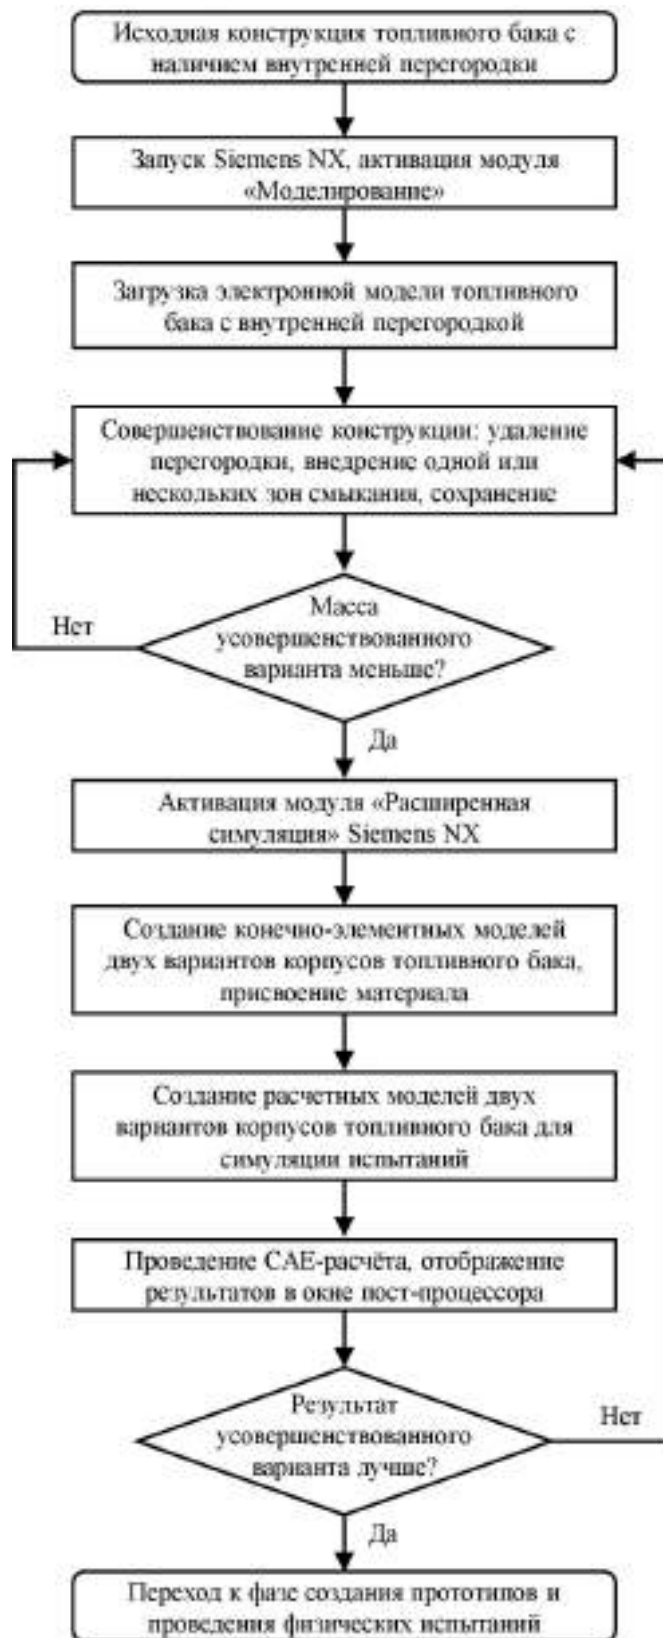 Исходная конструкция топливного бака с
наличием внутренней перегородки
Запуск Siemens NX, активация модуля
«Моделирование»
Загрузка электронной модели топливного
бака с внутренней перегородкой
Совершенствование конструкции: удаление
перегородки, внедрение одной или
нескольких зон смыкания, сохранение
Масса
усовершенствованного
варианта меньше?
Нет
Да
Активация модуля «Расширенная
симуляция» Siemens NX
Создание конечно-элементных моделей
двух вариантов корпусов топливного бака,
присвоение материала
Создание расчетных моделей двух
вариантов корпусов топливного бака для
симуляции испытаний
Проведение CAE-расчёта, отображение
результатов в окне пост-процессора
Результат
усовершенствованного
варианта лучше?
Нет
Да
Переход к фазе создания прототипов и
проведения физических испытаний